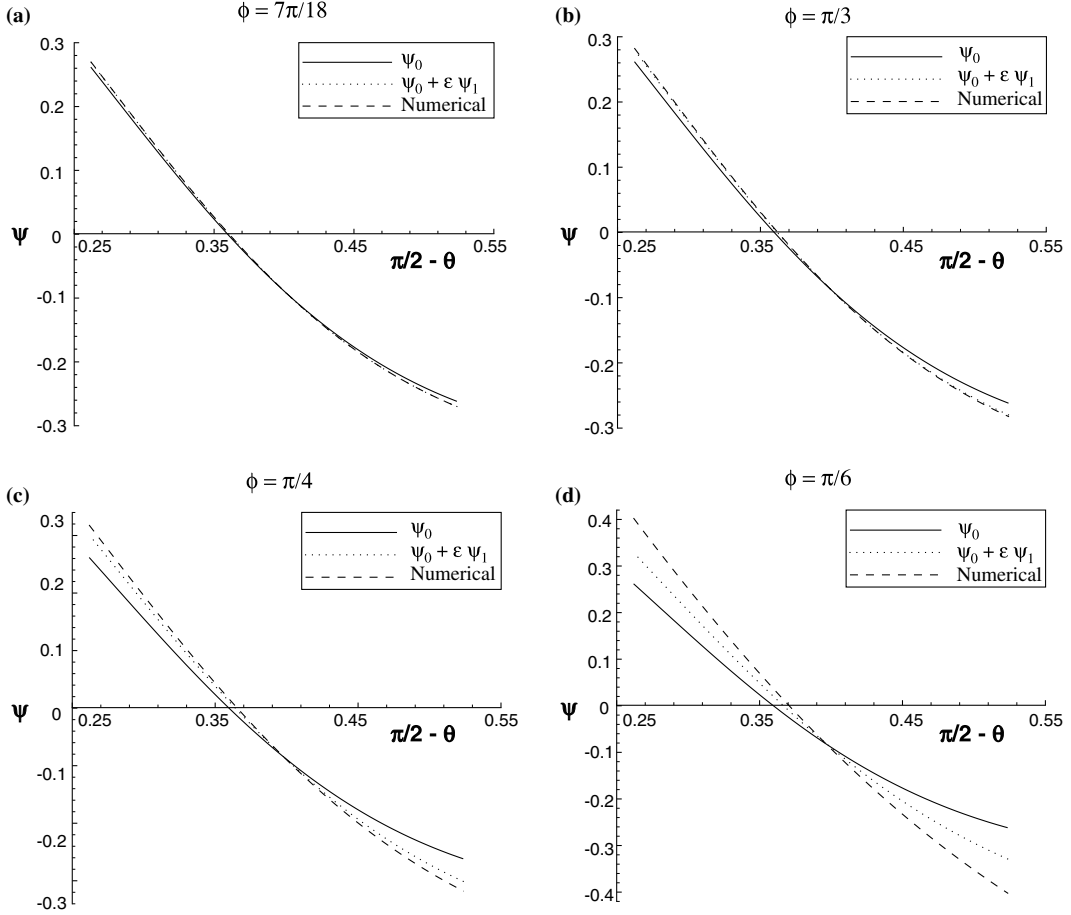 (a)
ϕ = 7π/18
0.3
0.2
0.1
0
-0.1
-0.2
-0.3
ψ
0.25
0.35
0.45
0.55
π/2 - θ
ψ0
ψ0 + ε ψ1
Numerical
(b)
ϕ = π/3
0.3
0.2
0.1
0
-0.1
-0.2
-0.3
ψ
0.25
0.35
0.45
0.55
π/2 - θ
ψ0
ψ0 + ε ψ1
Numerical
(c)
ϕ = π/4
0.3
0.2
0.1
0
-0.1
-0.2
-0.3
ψ
0.25
0.35
0.45
0.55
π/2 - θ
ψ0
ψ0 + ε ψ1
Numerical
(d)
ϕ = π/6
0.4
0.3
0.2
0.1
0
-0.1
-0.2
-0.3
-0.4
ψ
0.25
0.35
0.45
0.55
π/2 - θ
ψ0
ψ0 + ε ψ1
Numerical